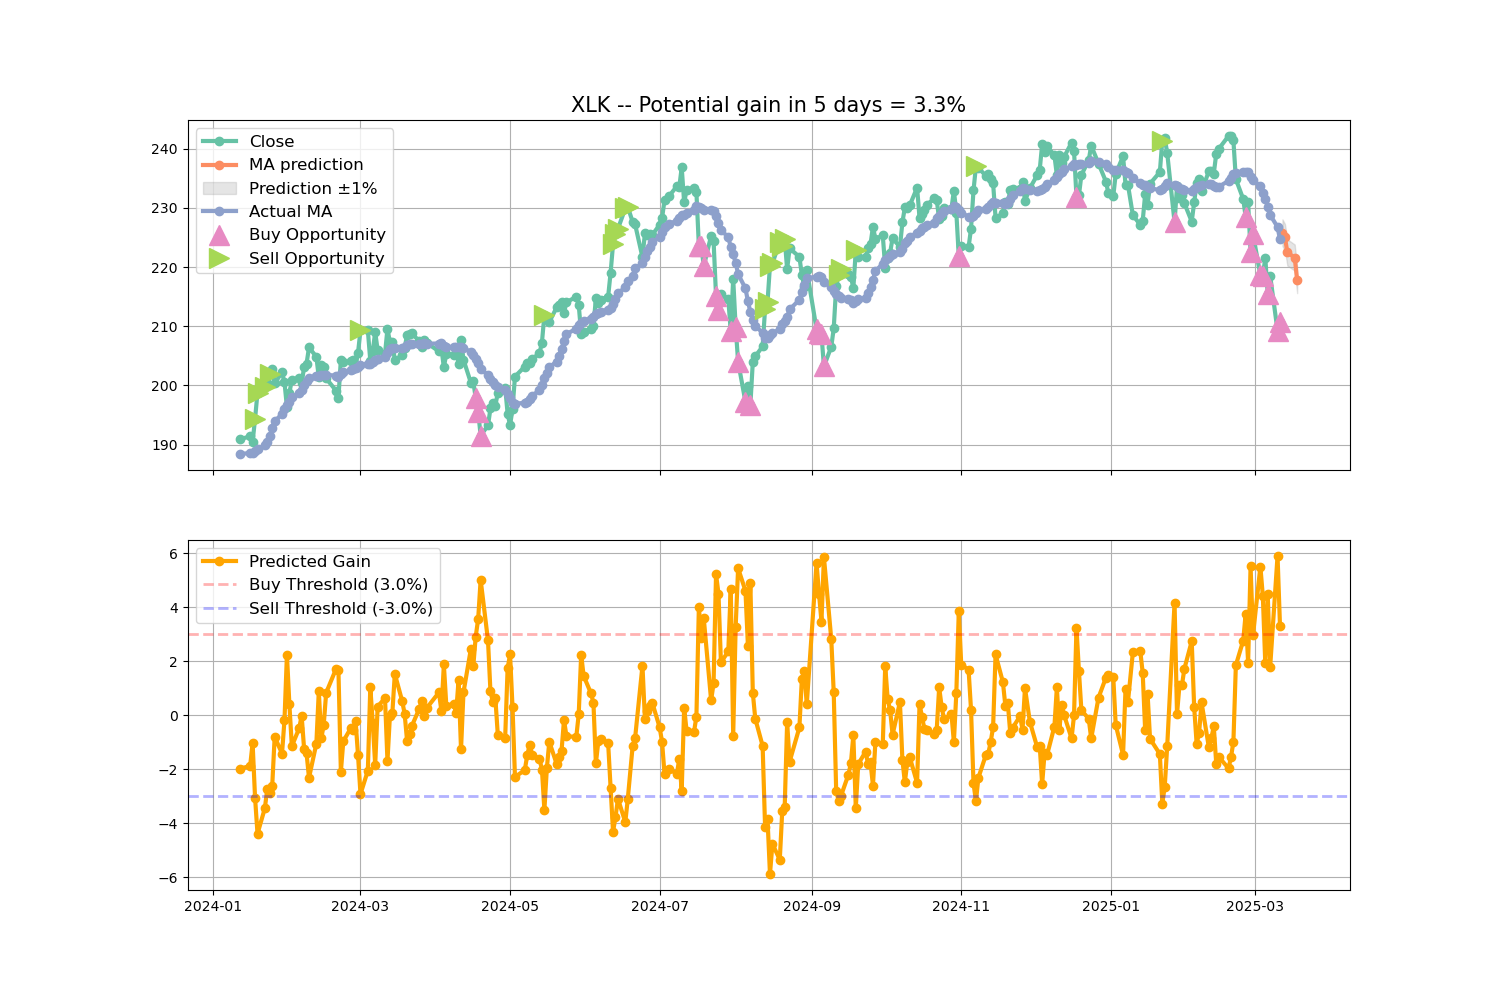 XLK -- Potential gain in 5 days = 3.3%
Close
MA prediction
Prediction ±1%
Actual MA
Buy Opportunity
Sell Opportunity
240
230
220
210
200
190
Predicted Gain
Buy Threshold (3.0%)
Sell Threshold (-3.0%)
6
4
2
0
−2
−4
−6
2024-01 2024-03 2024-05 2024-07 2024-09 2024-11 2025-01 2025-03